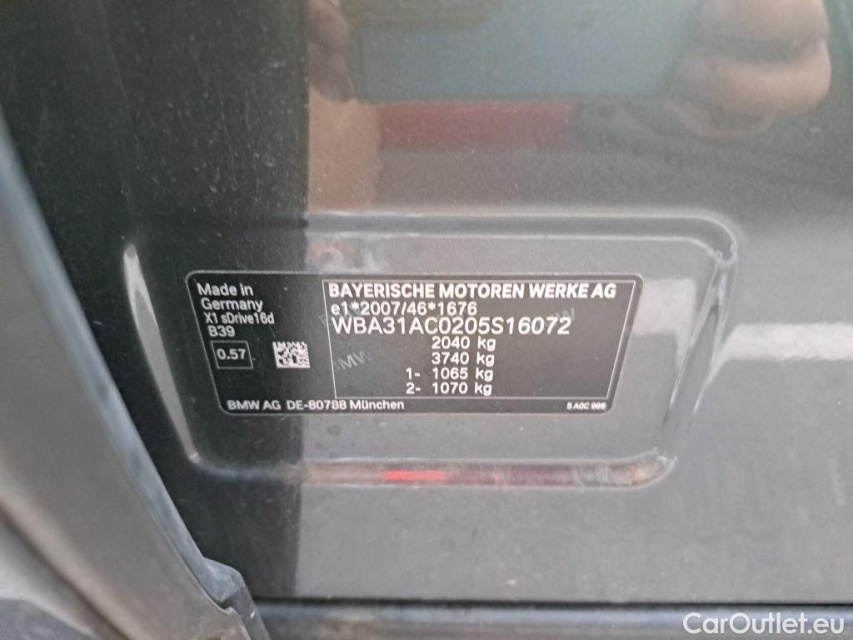 Made in
Germany
X1 sDrive16d
B39
0.57
BAYERISCHE MOTOREN WERKE AG
e1*2007/46*1676
WBA31AC0205S16072
2040 kg
3740 kg
1- 1065 kg
2- 1070 kg
BMW AG DE-80788 München
CarOutlet.eu